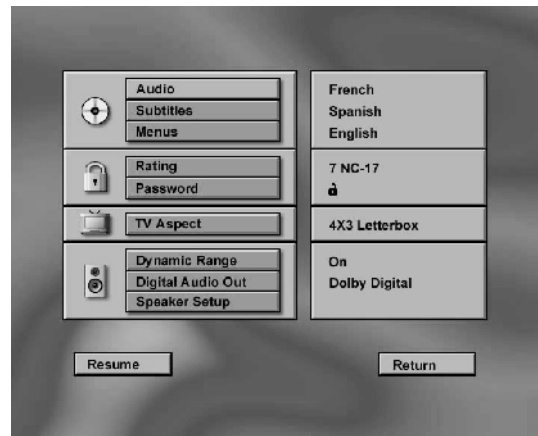 Audio French
Subtitles Spanish
Menus English
Rating 7 NC-17
Password
TV Aspect 4X3 Letterbox
Dynamic Range On
Digital Audio Out Dolby Digital
Speaker Setup
Resume Return